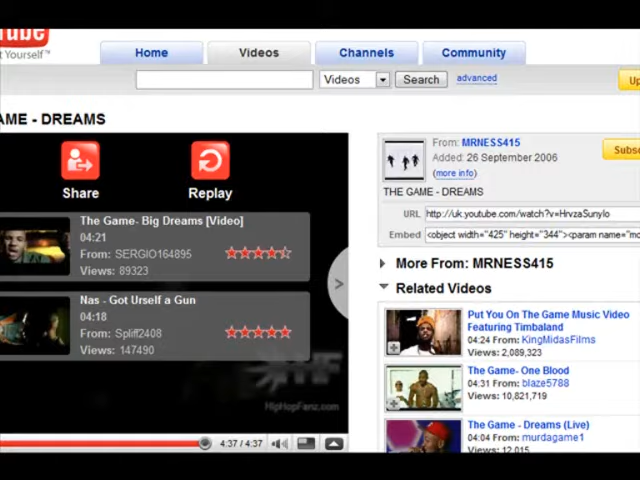 Tube
t Yourself™
Home
Videos
Channels
Community
Videos
Search
advanced
Up
AME - DREAMS
Share
Replay
The Game- Big Dreams [Video]
04:21
From: SERGIO164895
Views: 89323
Nas - Got Urself a Gun
04:18
From: Spliff2408
Views: 147490
HipHopFanz.com
4:37 / 4:37
From: MRNESS415
Added: 26 September 2006
(more info)
Subsc
THE GAME - DREAMS
URL http://uk.youtube.com/watch?v=HrvzaSunyIo
Embed <object width="425" height="344"><param name="mo
More From: MRNESS415
Related Videos
Put You On The Game Music Video
Featuring Timbaland
04:24 From: KingMidasFilms
Views: 2,089,323
The Game- One Blood
04:31 From: blaze5788
Views: 10,821,719
The Game - Dreams (Live)
04:04 From: murdagame1
Views: 12,015